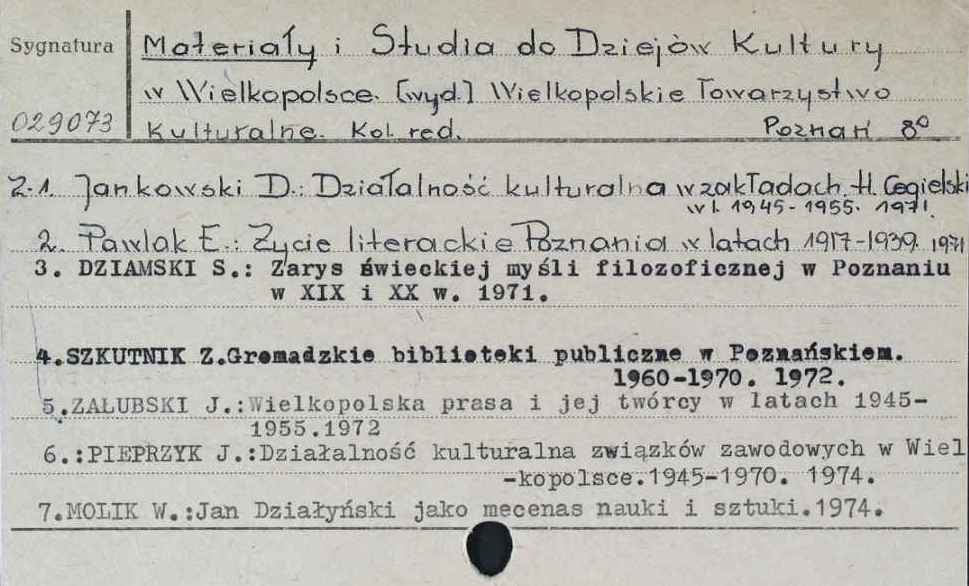 Sygnatura
Materiały i Studia do Dziejów Kultury
w Wielkopolsce. [wyd.] Wielkopolskie Towarzystwo
029073
Kulturalne. Kol. red. Poznań 8°
Z.1. Jankowski D.: Działalność kulturalna w zakładach H. Cegielski
w l. 1945-1955. 1971.
2. Pawlak E.: Życie literackie Poznania w latach 1917-1939. 1971
3. DZIAMSKI S.: Zarys świeckiej myśli filozoficznej w Poznaniu
w XIX i XX w. 1971.
4.SZKUTNIK Z.Gromadzkie biblioteki publiczne w Poznańskiem.
1960-1970. 1972.
5.ZALUBSKI J.:Wielkopolska prasa i jej twórcy w latach 1945-
1955.1972
6.:PIEPRZYK J.:Działalność kulturalna związków zawodowych w Wiel
-kopolsce.1945-1970. 1974.
7.MOLIK W.:Jan Działyński jako mecenas nauki i sztuki.1974.